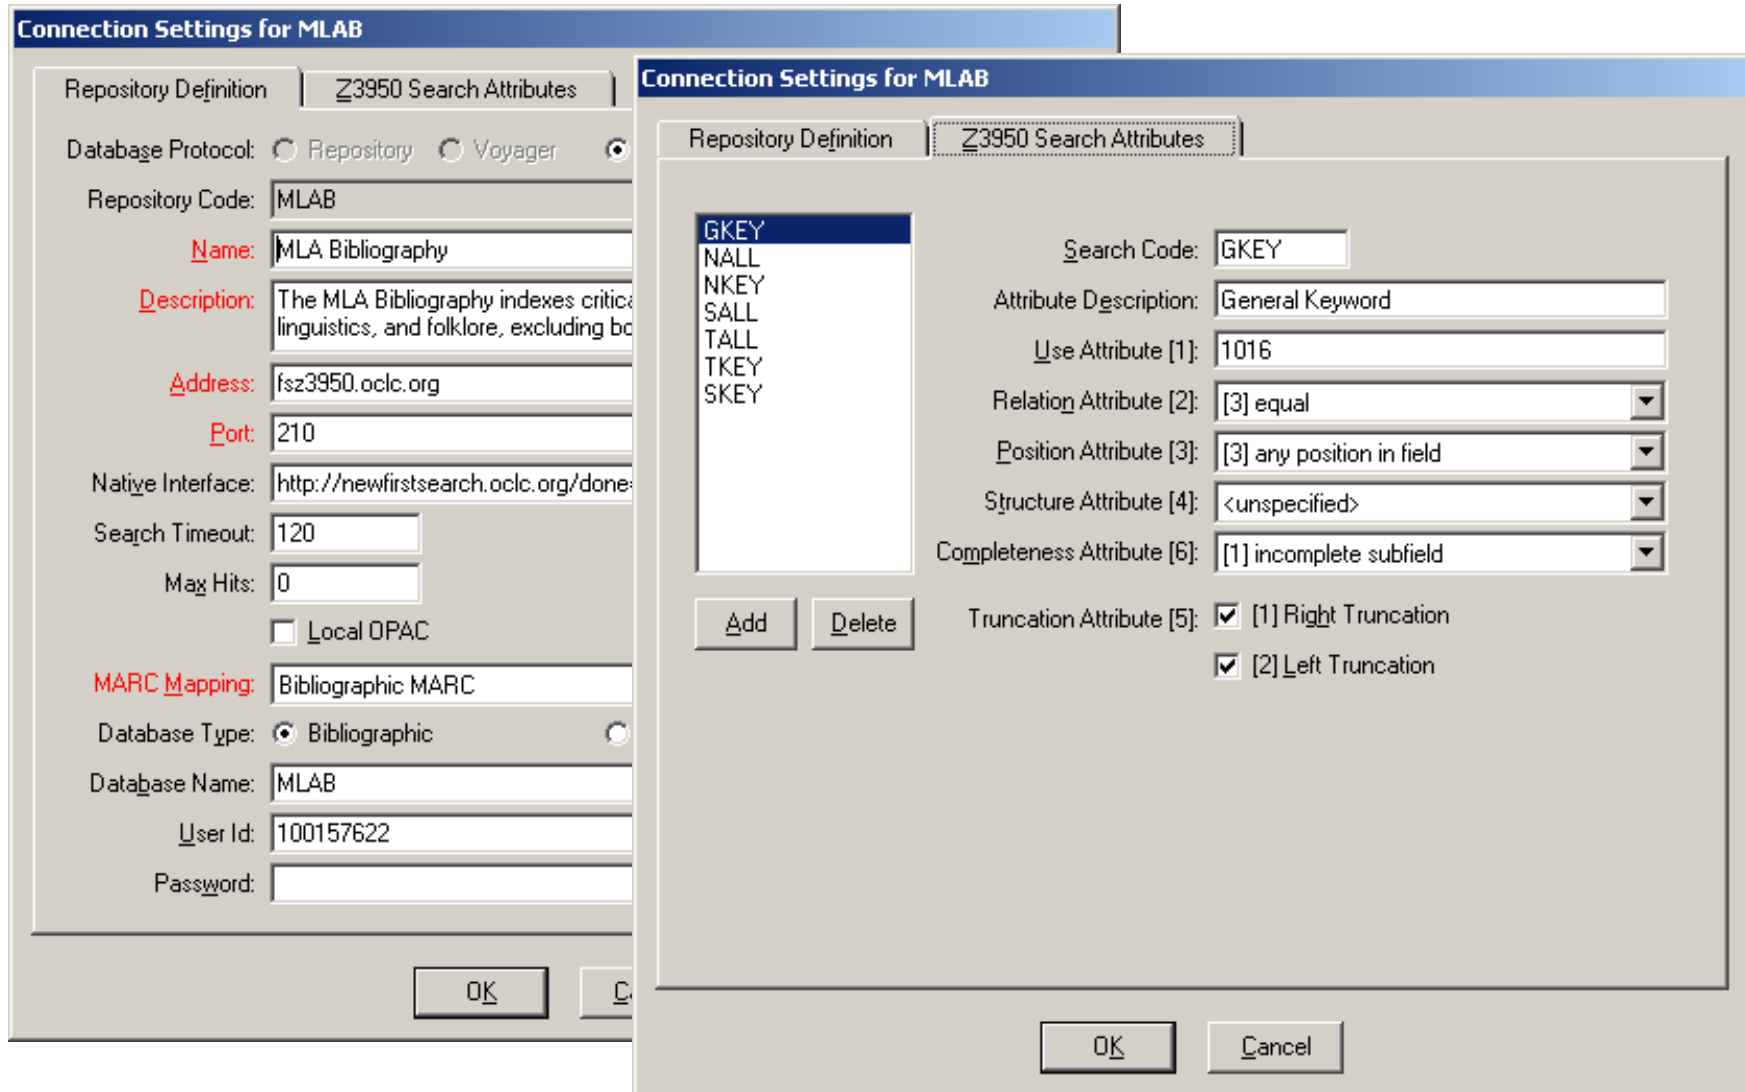 Connection Settings for MLAB
Repository Definition
Z3950 Search Attributes
Database Protocol: Repository Voyager
Repository Code: MLAB
Name: MLA Bibliography
Description: The MLA Bibliography indexes critica
linguistics, and folklore, excluding bo
Address: fsz3950.oclc.org
Port: 210
Native Interface: http://newfirstsearch.oclc.org/done=
Search Timeout: 120
Max Hits: 0
Local OPAC
MARC Mapping: Bibliographic MARC
Database Type: Bibliographic
Database Name: MLAB
User Id: 100157622
Password:
OK
Connection Settings for MLAB
Repository Definition
Z3950 Search Attributes
GKEY
NALL
NKEY
SALL
TALL
TKEY
SKEY
Add Delete
Search Code: GKEY
Attribute Description: General Keyword
Use Attribute [1]: 1016
Relation Attribute [2]: [3] equal
Position Attribute [3]: [3] any position in field
Structure Attribute [4]: <unspecified>
Completeness Attribute [6]: [1] incomplete subfield
Truncation Attribute [5]: [1] Right Truncation
[2] Left Truncation
OK Cancel